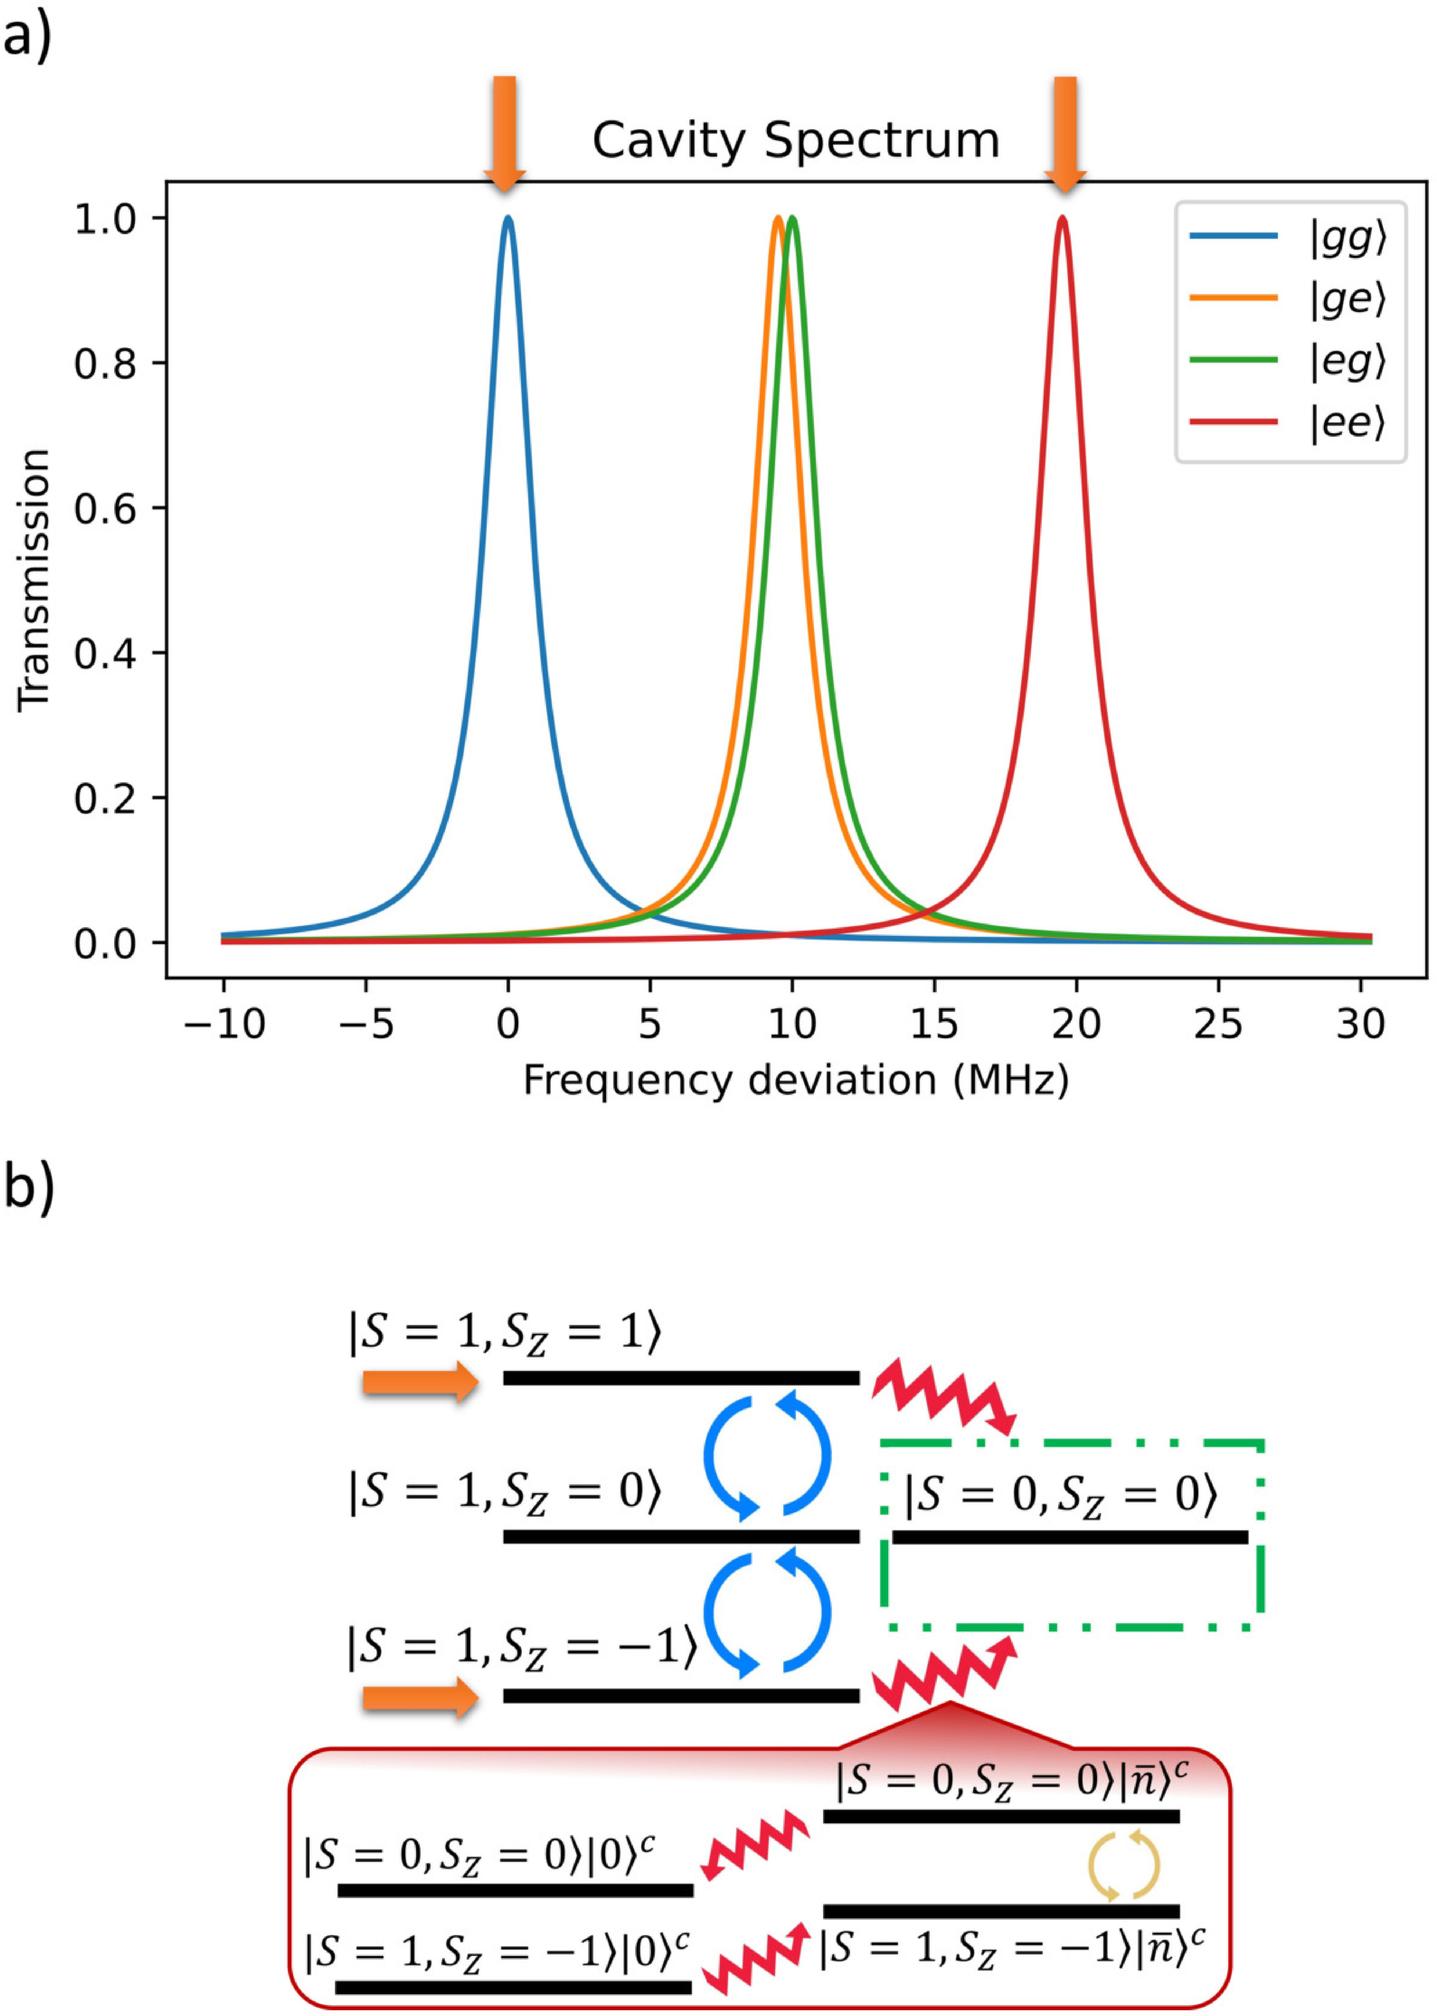 a)
Cavity Spectrum
1.0
0.8
0.6
0.4
0.2
0.0
Transmission
|gg⟩
|ge⟩
|eg⟩
|ee⟩
−10 −5 0 5 10 15 20 25 30
Frequency deviation (MHz)
b)
|S = 1, S_Z = 1⟩
|S = 1, S_Z = 0⟩
|S = 0, S_Z = 0⟩
|S = 1, S_Z = −1⟩
|S = 0, S_Z = 0⟩|n̄⟩ᶜ
|S = 0, S_Z = 0⟩|0⟩ᶜ
|S = 1, S_Z = −1⟩|0⟩ᶜ
|S = 1, S_Z = −1⟩|n̄⟩ᶜ